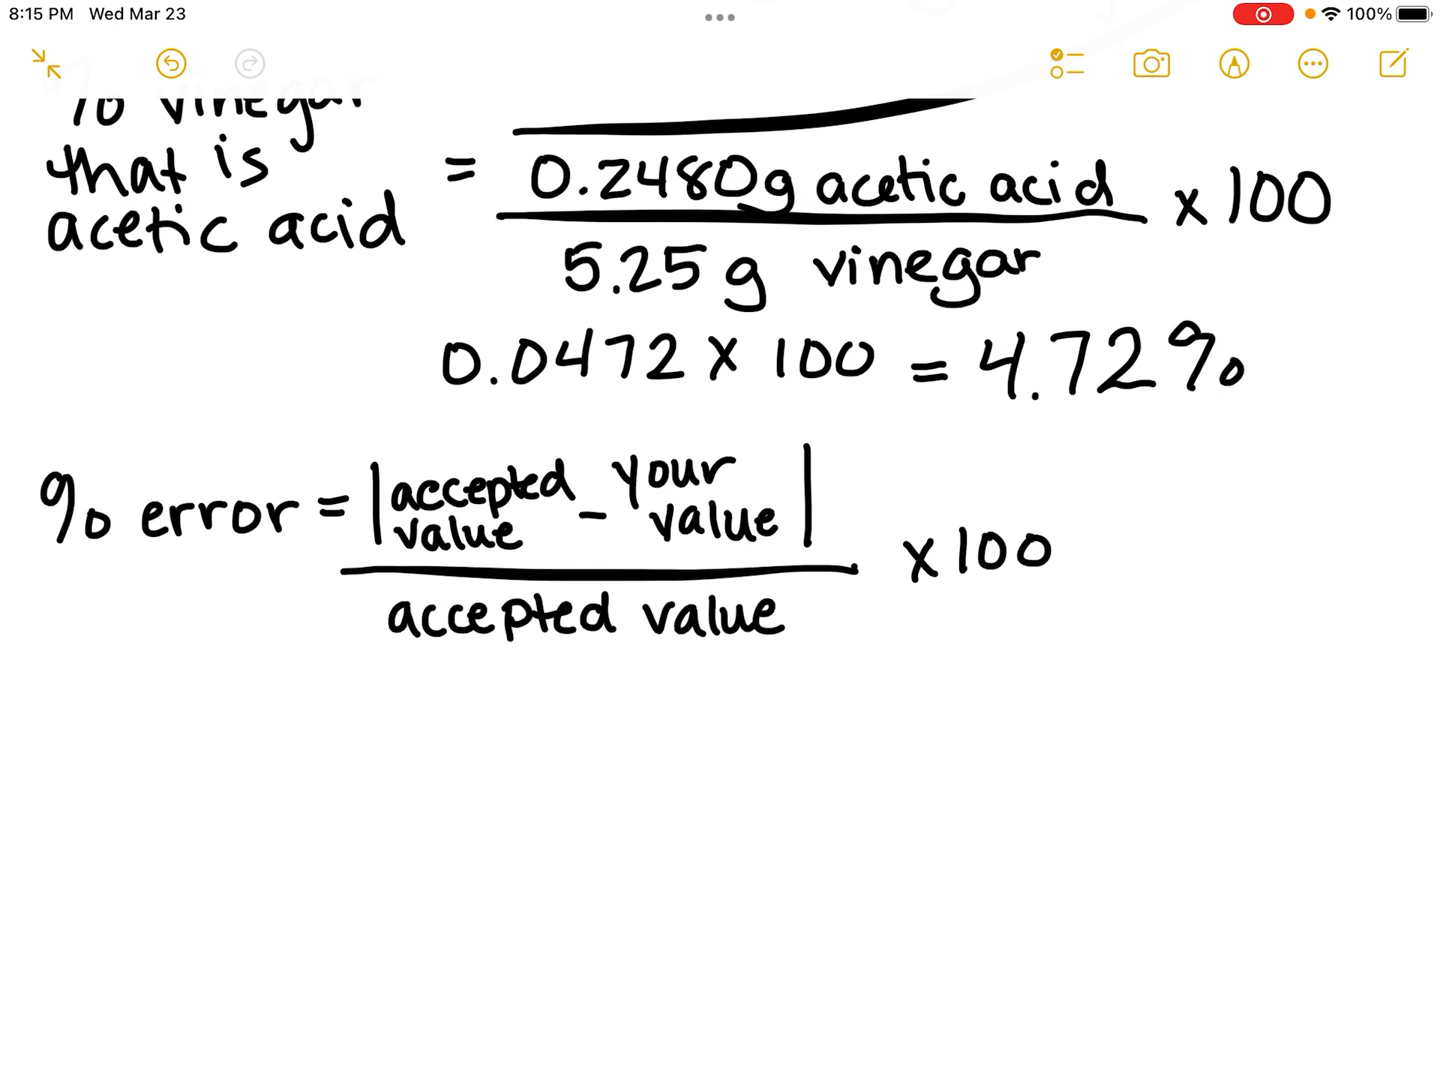 8:15 PM Wed Mar 23
100%
% vinegar
that is
acetic acid = 0.2480g acetic acid x 100
5.25 g vinegar
0.0472 x 100 = 4.72%
% error = |accepted value - your value| x 100
accepted value